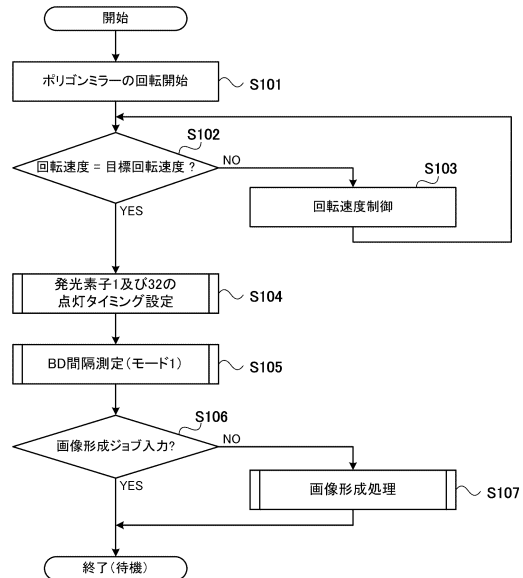 開始
ポリゴンミラーの回転開始
S101
S102
回転速度 = 目標回転速度 ?
NO
YES
S103
回転速度制御
発光素子1及び32の
点灯タイミング設定
S104
BD間隔測定(モード1)
S105
S106
画像形成ジョブ入力?
NO
YES
画像形成処理
S107
終了(待機)